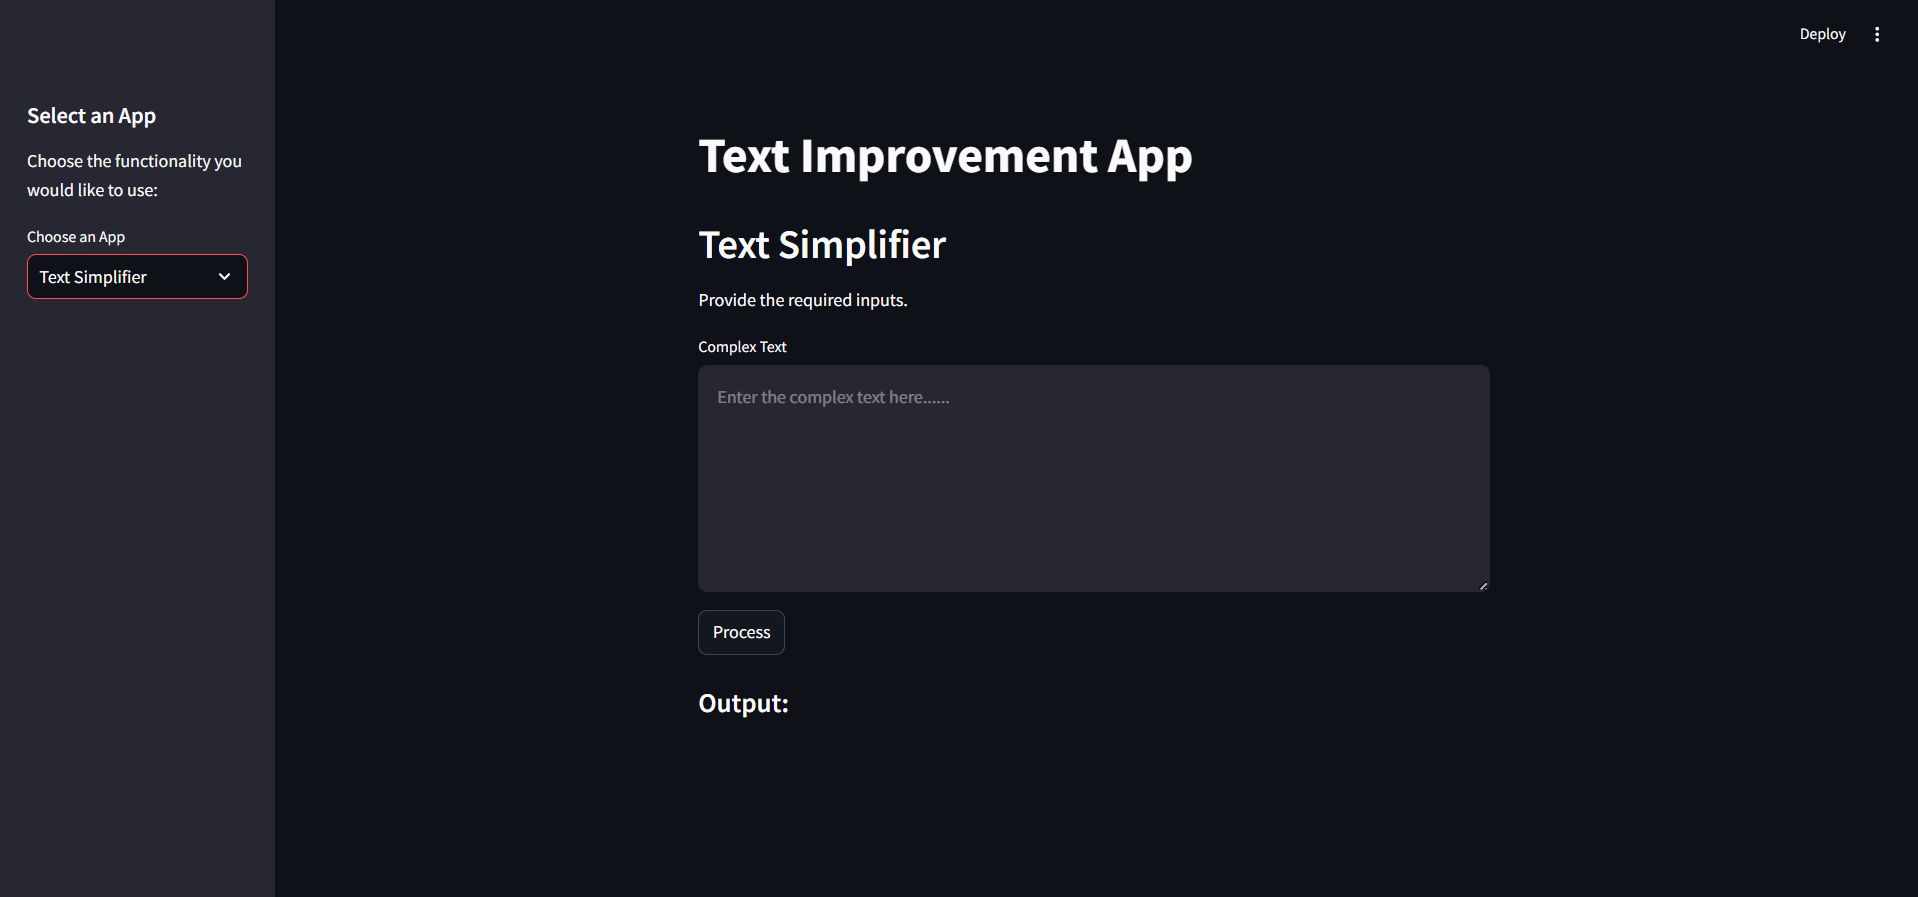 Deploy
Select an App
Choose the functionality you
would like to use:
Choose an App
Text Simplifier
Text Improvement App
Text Simplifier
Provide the required inputs.
Complex Text
Enter the complex text here......
Process
Output: